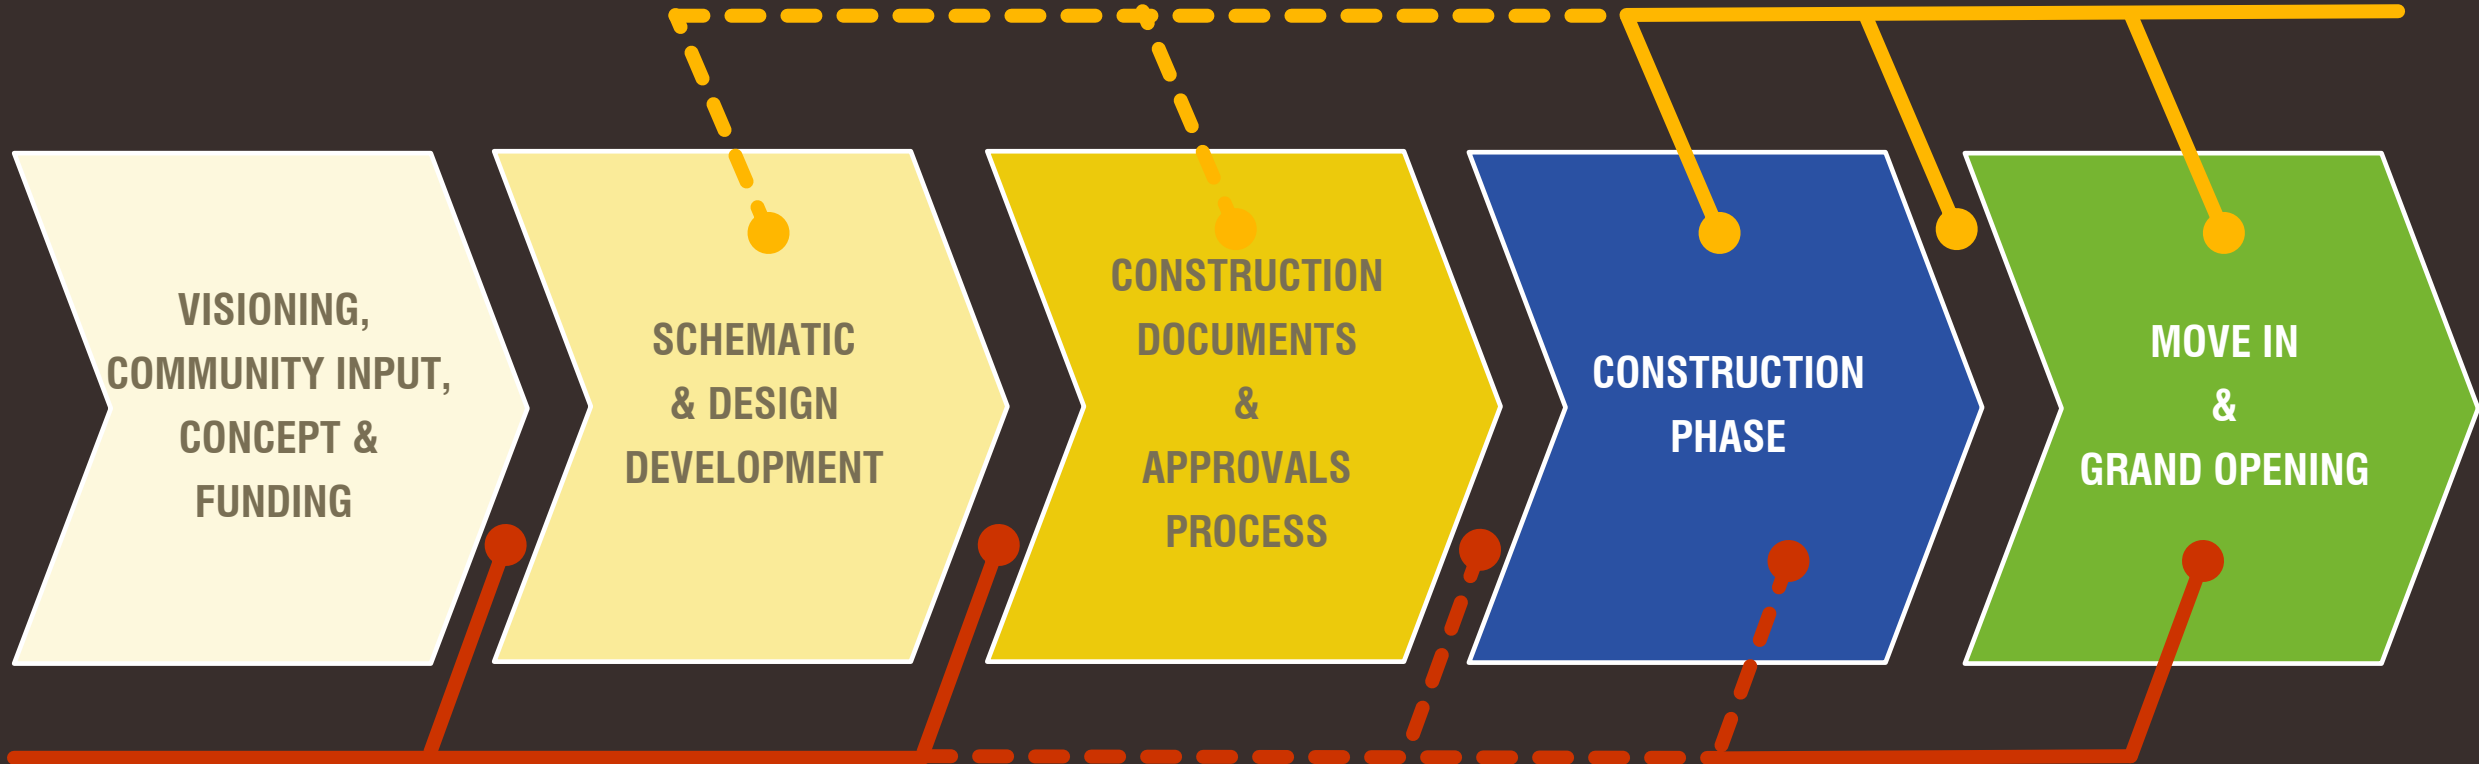 VISIONING,
COMMUNITY INPUT,
CONCEPT &
FUNDING
SCHEMATIC
& DESIGN
DEVELOPMENT
CONSTRUCTION
DOCUMENTS
&
APPROVALS
PROCESS
CONSTRUCTION
PHASE
MOVE IN
&
GRAND OPENING